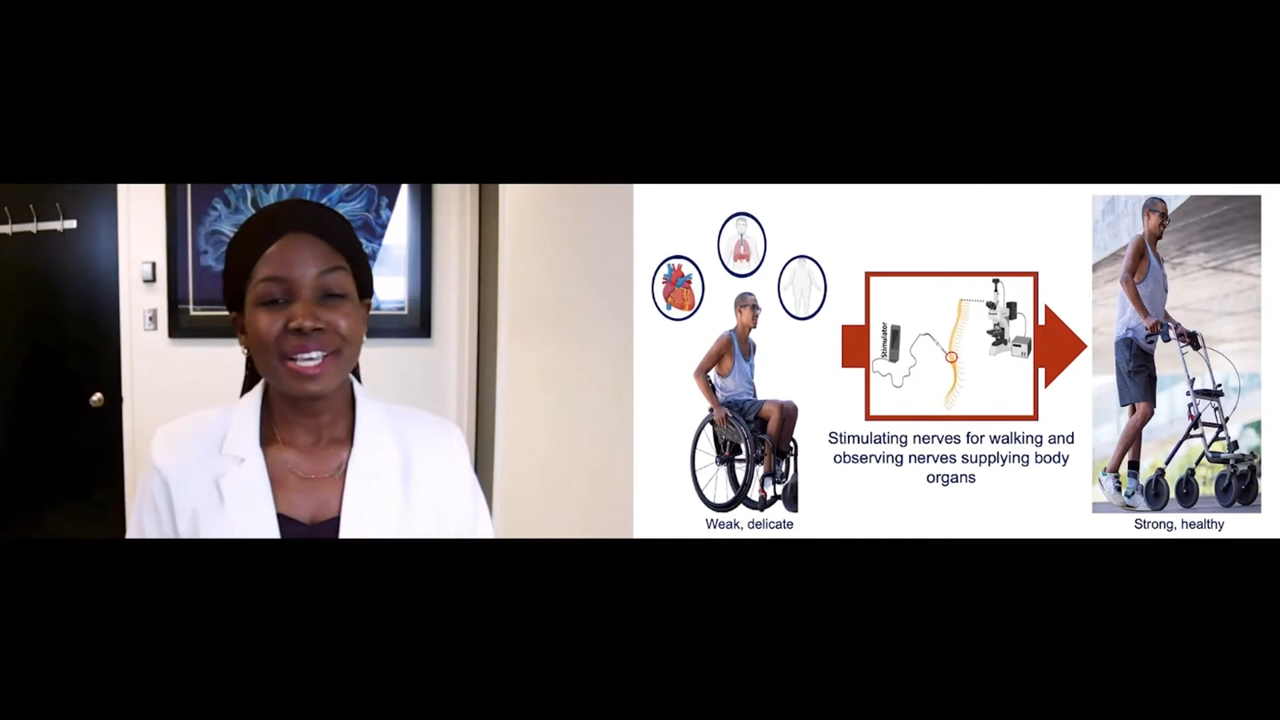 Stimulator
Stimulating nerves for walking and
observing nerves supplying body
organs
Weak, delicate
Strong, healthy